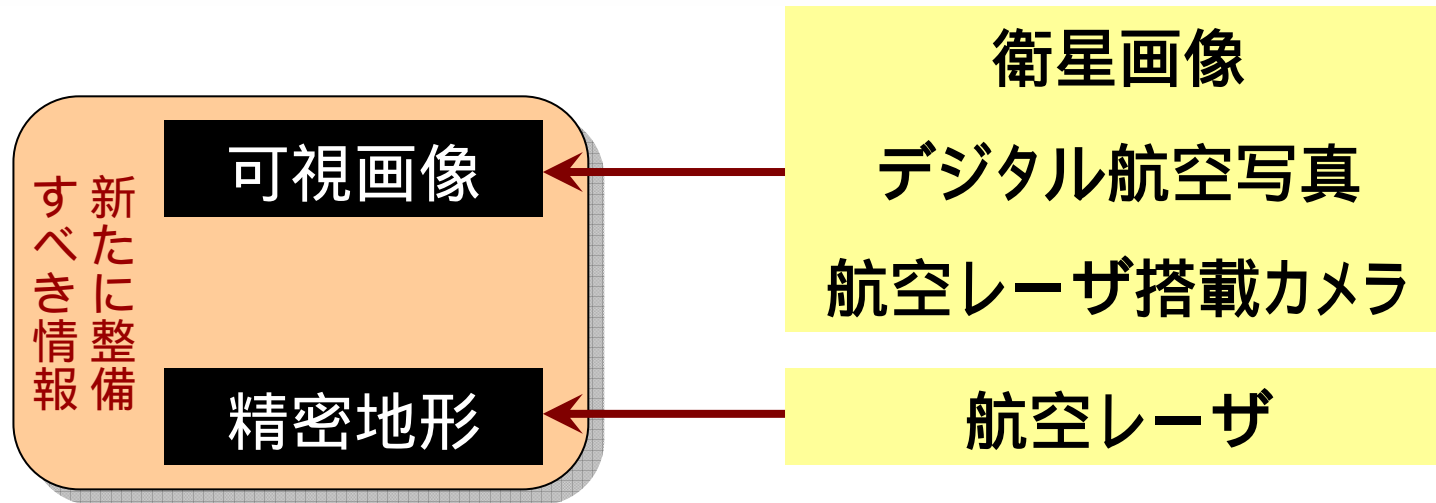 新たに整備
すべき情報
可視画像
精密地形
衛星画像
デジタル航空写真
航空レーザ搭載カメラ
航空レーザ